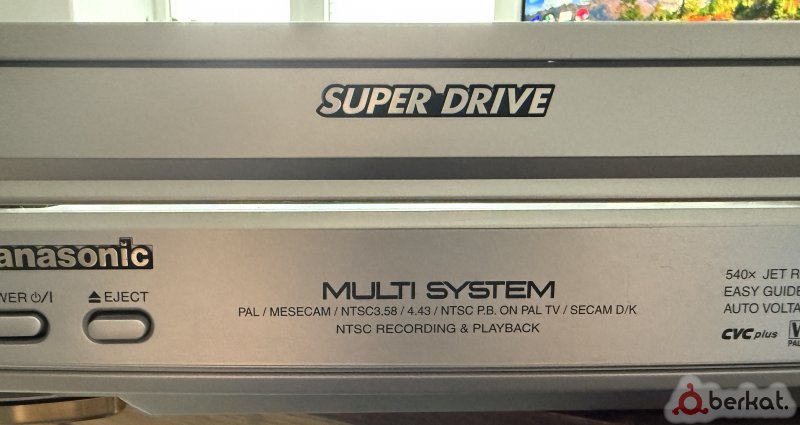 SUPER DRIVE
anasonic
WER ⏻/I
⏏EJECT
MULTI SYSTEM
PAL / MESECAM / NTSC3.58 / 4.43 / NTSC P.B. ON PAL TV / SECAM D/K
NTSC RECORDING & PLAYBACK
540× JET R
EASY GUIDE
AUTO VOLTA
CVC plus
PAL
berkat.